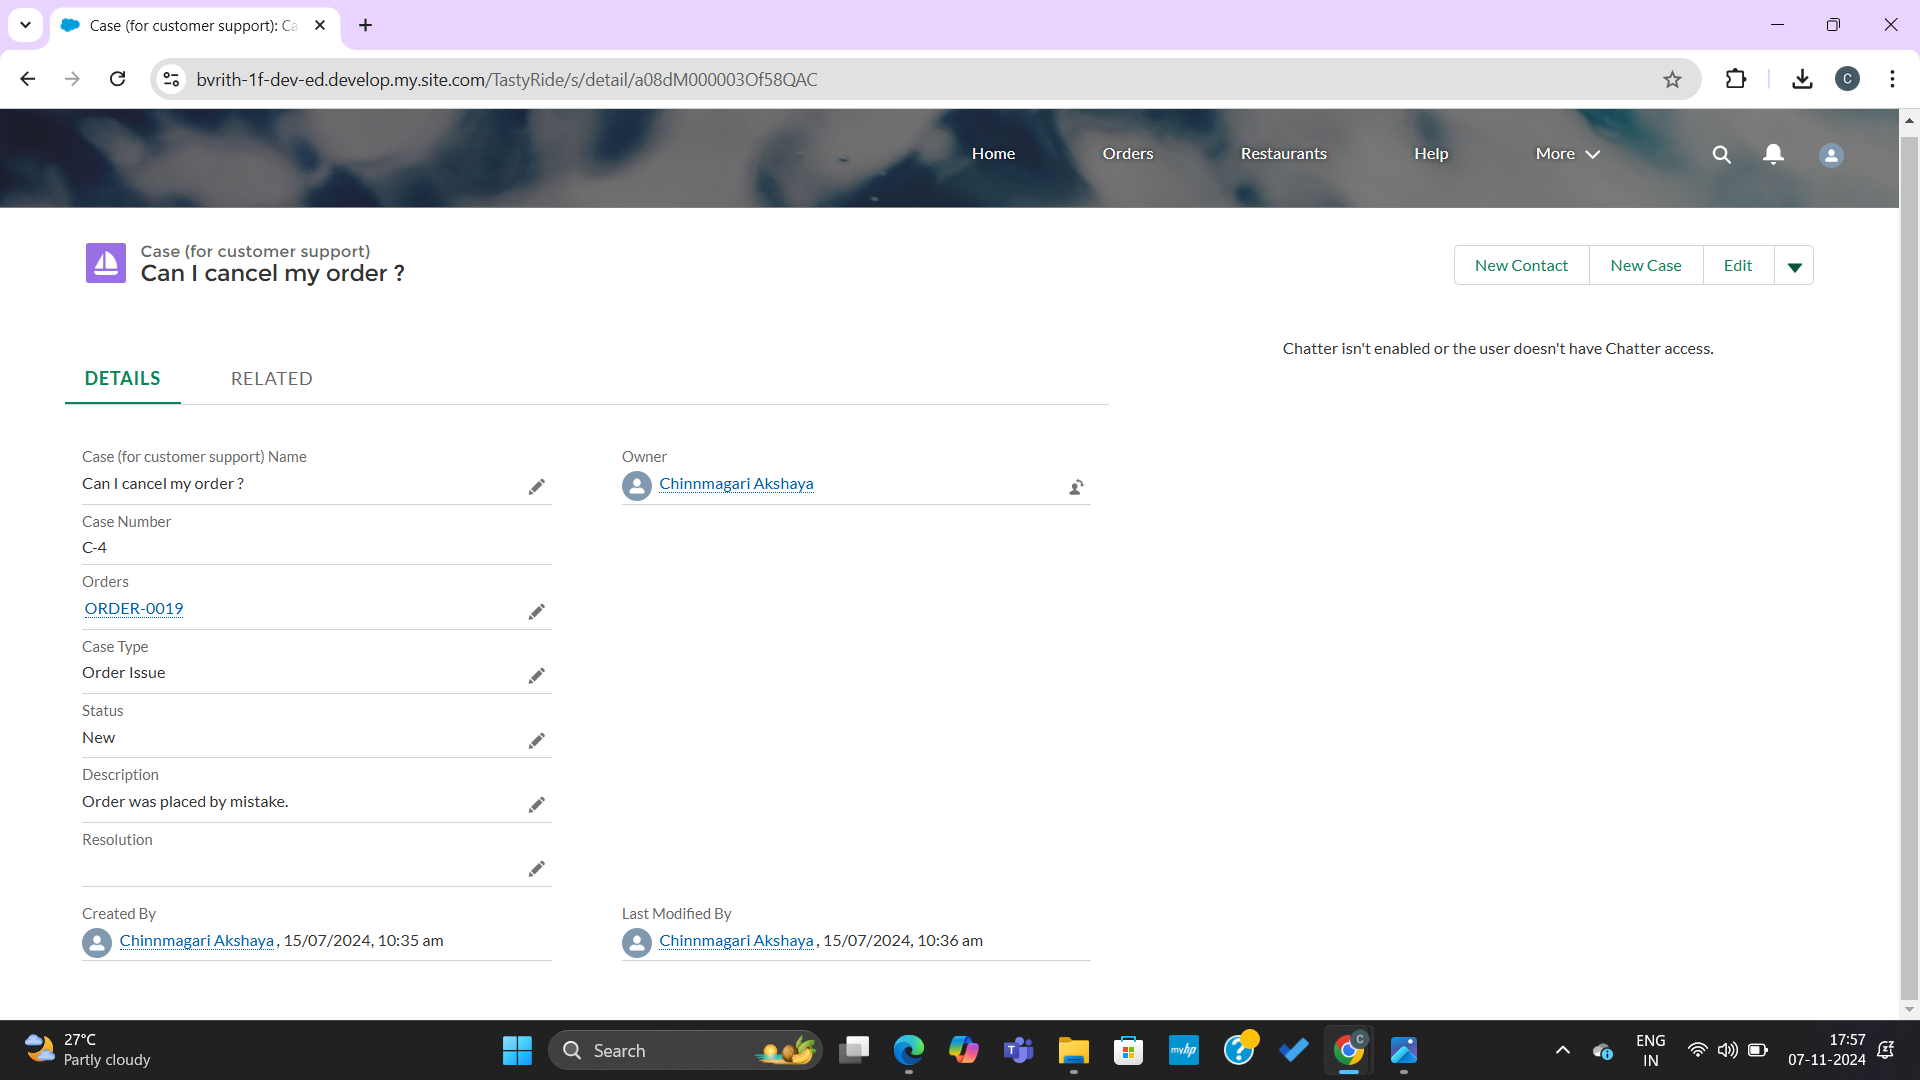 Case (for customer support): Ca
bvrith-1f-dev-ed.develop.my.site.com/TastyRide/s/detail/a08dM000003Of58QAC
C
Home
Orders
Restaurants
Help
More
Case (for customer support)
Can I cancel my order ?
New Contact
New Case
Edit
Chatter isn't enabled or the user doesn't have Chatter access.
DETAILS
RELATED
Case (for customer support) Name
Can I cancel my order ?
Owner
Chinnmagari Akshaya
Case Number
C-4
Orders
ORDER-0019
Case Type
Order Issue
Status
New
Description
Order was placed by mistake.
Resolution
Created By
Chinnmagari Akshaya, 15/07/2024, 10:35 am
Last Modified By
Chinnmagari Akshaya, 15/07/2024, 10:36 am
27°C
Partly cloudy
Search
myhp
C
ENG
IN
17:57
07-11-2024